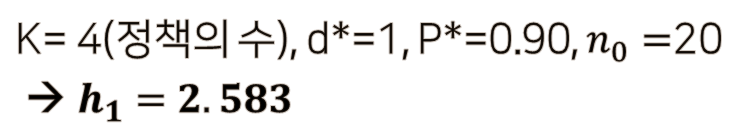 K= 4(정책의 수), d*=1, P*=0.90, n₀ =20
→ h₁ = 2.583